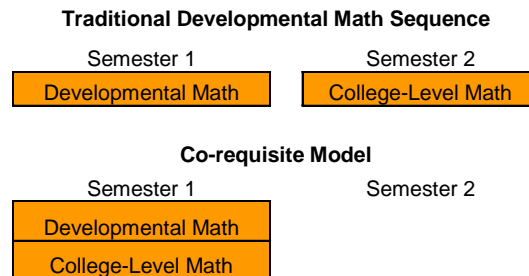 Traditional Developmental Math Sequence
Semester 1 Semester 2
Developmental Math College-Level Math
Co-requisite Model
Semester 1 Semester 2
Developmental Math
College-Level Math